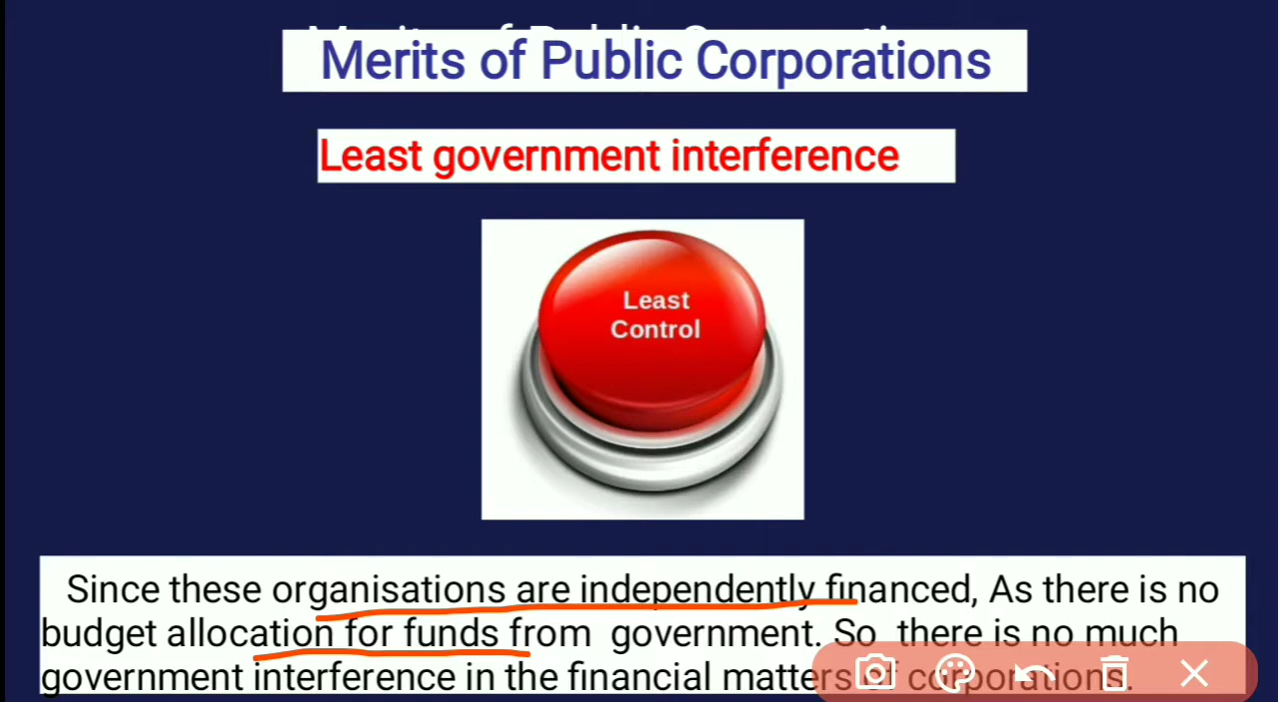 Merits of Public Corporations
Least government interference
Least
Control
Since these organisations are independently financed, As there is no
budget allocation for funds from government. So there is no much
government interference in the financial matters of corporations.